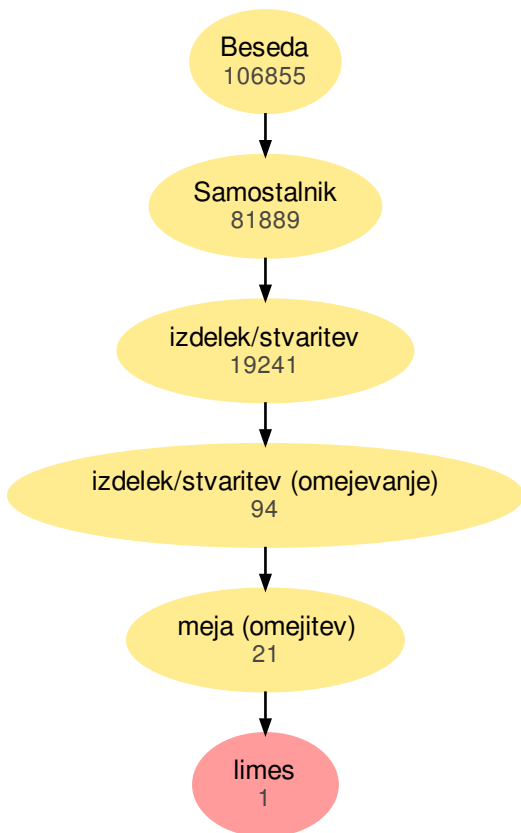 Beseda
106855
Samostalnik
81889
izdelek/stvaritev
19241
izdelek/stvaritev (omejevanje)
94
meja (omejitev)
21
limes
1